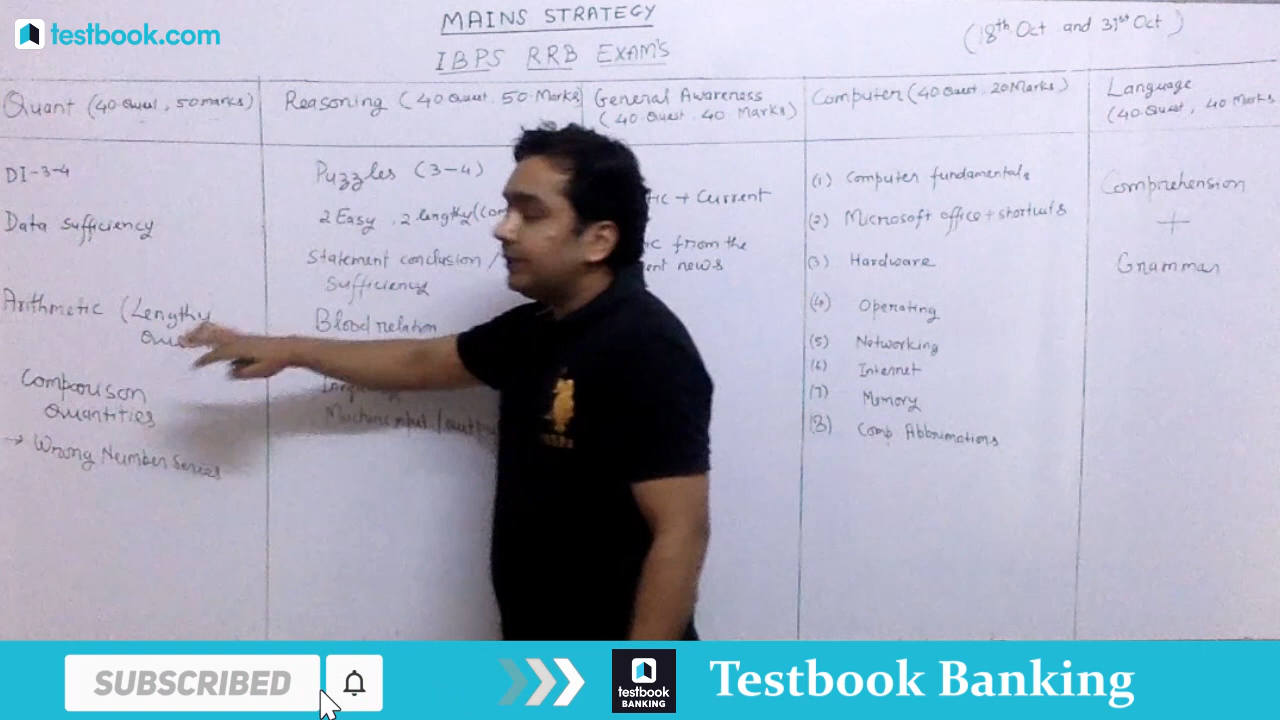 testbook.com
MAINS STRATEGY
IBPS RRB EXAM'S
(18th Oct and 31st Oct)
Quant (40 Quest, 50 marks)
DI-3-4
Data sufficiency
Arithmetic (Lengthy
Comparison
Quantities
→ Wrong Number Series
Reasoning (40 Quest, 50 Marks)
Puzzles (3-4)
2 Easy, 2 lengthy
Statement conclusion /
sufficiency
Blood relation
General Awareness
(40 Quest, 40 Marks)
+ Current
from the
news
Computer (40 Quest, 20 Marks)
(1) Computer fundamentals
(2) Microsoft office + shortcuts
(3) Hardware
(4) Operating
(5) Networking
(6) Internet
(7) Memory
(8) Comp
Language
(40 Quest, 40 Marks
Comprehension
+
Grammar
SUBSCRIBED
testbook
BANKING
Testbook Banking